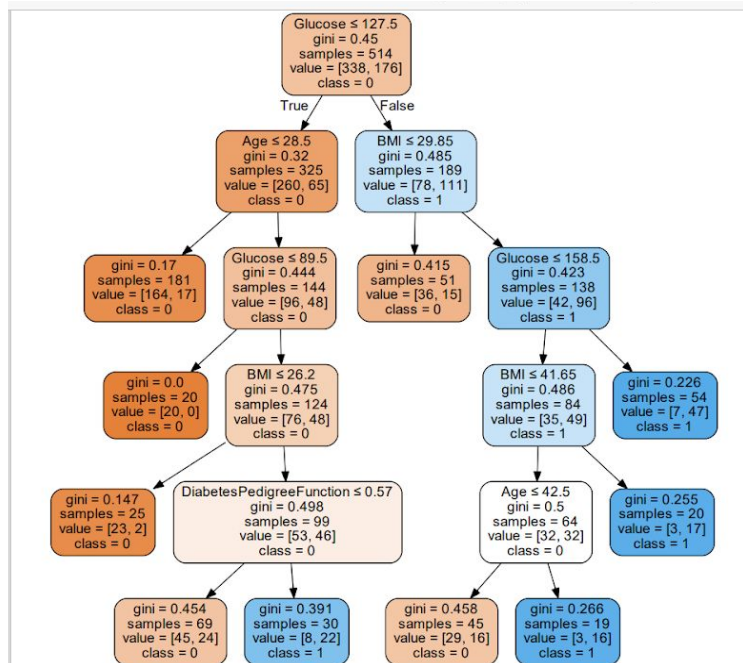 Glucose ≤ 127.5
gini = 0.45
samples = 514
value = [338, 176]
class = 0
True
False
Age ≤ 28.5
gini = 0.32
samples = 325
value = [260, 65]
class = 0
BMI ≤ 29.85
gini = 0.485
samples = 189
value = [78, 111]
class = 1
gini = 0.17
samples = 181
value = [164, 17]
class = 0
Glucose ≤ 89.5
gini = 0.444
samples = 144
value = [96, 48]
class = 0
gini = 0.415
samples = 51
value = [36, 15]
class = 0
Glucose ≤ 158.5
gini = 0.423
samples = 138
value = [42, 96]
class = 1
gini = 0.0
samples = 20
value = [20, 0]
class = 0
BMI ≤ 26.2
gini = 0.475
samples = 124
value = [76, 48]
class = 0
BMI ≤ 41.65
gini = 0.486
samples = 84
value = [35, 49]
class = 1
gini = 0.226
samples = 54
value = [7, 47]
class = 1
gini = 0.147
samples = 25
value = [23, 2]
class = 0
DiabetesPedigreeFunction ≤ 0.57
gini = 0.498
samples = 99
value = [53, 46]
class = 0
Age ≤ 42.5
gini = 0.5
samples = 64
value = [32, 32]
class = 0
gini = 0.255
samples = 20
value = [3, 17]
class = 1
gini = 0.454
samples = 69
value = [45, 24]
class = 0
gini = 0.391
samples = 30
value = [8, 22]
class = 1
gini = 0.458
samples = 45
value = [29, 16]
class = 0
gini = 0.266
samples = 19
value = [3, 16]
class = 1